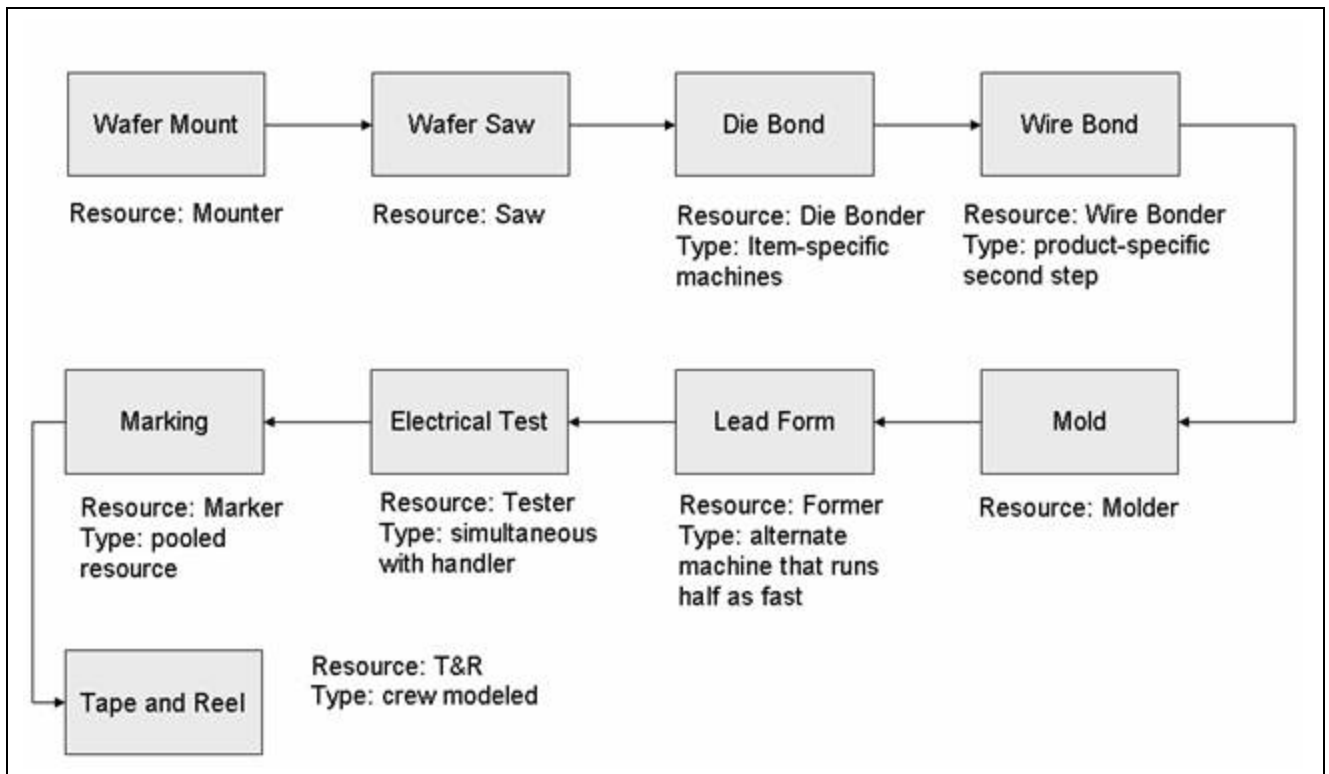 Wafer Mount
Wafer Saw
Die Bond
Wire Bond
Resource: Mounter
Resource: Saw
Resource: Die Bonder
Type: Item-specific
machines
Resource: Wire Bonder
Type: product-specific
second step
Mold
Resource: Molder
Lead Form
Resource: Former
Type: alternate
machine that runs
half as fast
Electrical Test
Resource: Tester
Type: simultaneous
with handler
Marking
Resource: Marker
Type: pooled
resource
Tape and Reel
Resource: T&R
Type: crew modeled